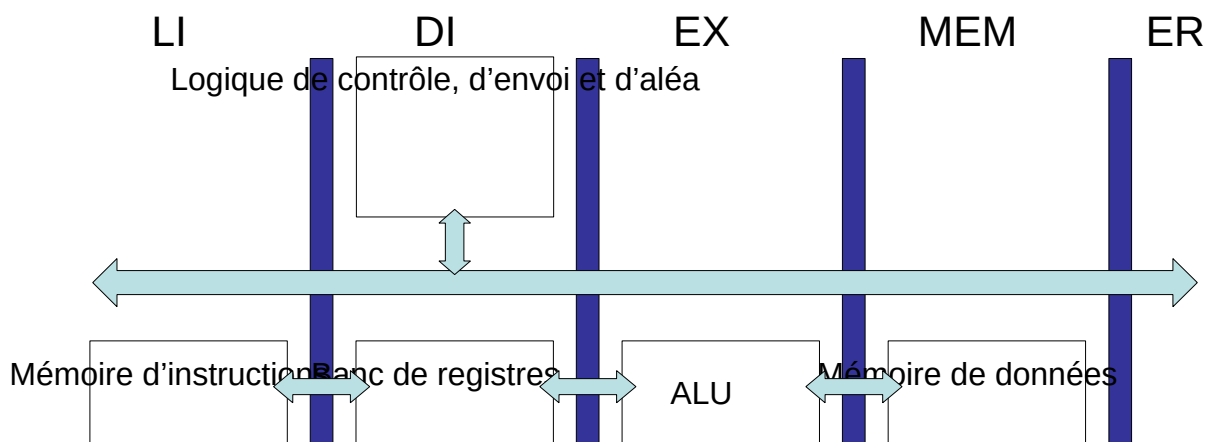 LI DI EX MEM ER
Logique de contrôle, d’envoi et d’aléa
Mémoire d’instructions Banc de registres ALU Mémoire de données